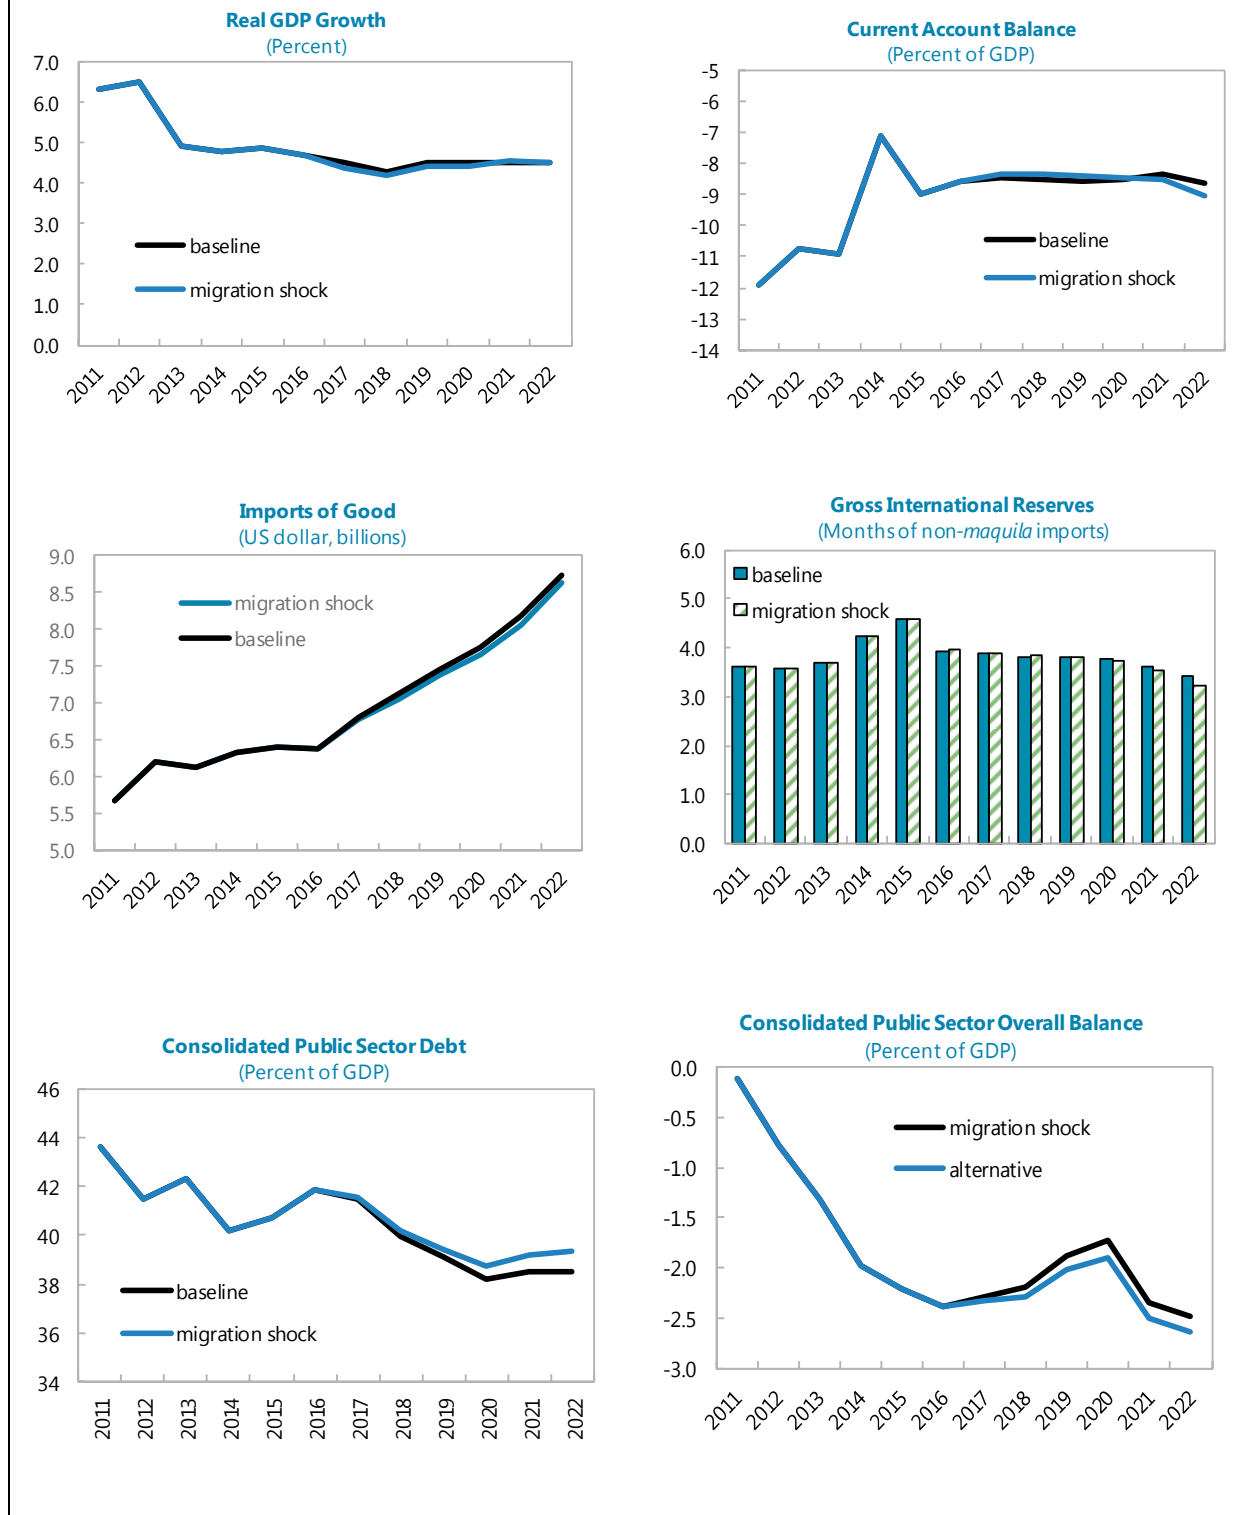 Real GDP Growth
(Percent)
7.0
6.0
5.0
4.0
3.0
2.0
1.0
0.0
baseline
migration shock
2011 2012 2013 2014 2015 2016 2017 2018 2019 2020 2021 2022
Current Account Balance
(Percent of GDP)
-5
-6
-7
-8
-9
-10
-11
-12
-13
-14
baseline
migration shock
2011 2012 2013 2014 2015 2016 2017 2018 2019 2020 2021 2022
Imports of Good
(US dollar, billions)
9.0
8.5
8.0
7.5
7.0
6.5
6.0
5.5
5.0
migration shock
baseline
2011 2012 2013 2014 2015 2016 2017 2018 2019 2020 2021 2022
Gross International Reserves
(Months of non-maquila imports)
6.0
5.0
4.0
3.0
2.0
1.0
0.0
baseline
migration shock
2011 2012 2013 2014 2015 2016 2017 2018 2019 2020 2021 2022
Consolidated Public Sector Debt
(Percent of GDP)
46
44
42
40
38
36
34
baseline
migration shock
2011 2012 2013 2014 2015 2016 2017 2018 2019 2020 2021 2022
Consolidated Public Sector Overall Balance
(Percent of GDP)
0.0
-0.5
-1.0
-1.5
-2.0
-2.5
-3.0
migration shock
alternative
2011 2012 2013 2014 2015 2016 2017 2018 2019 2020 2021 2022